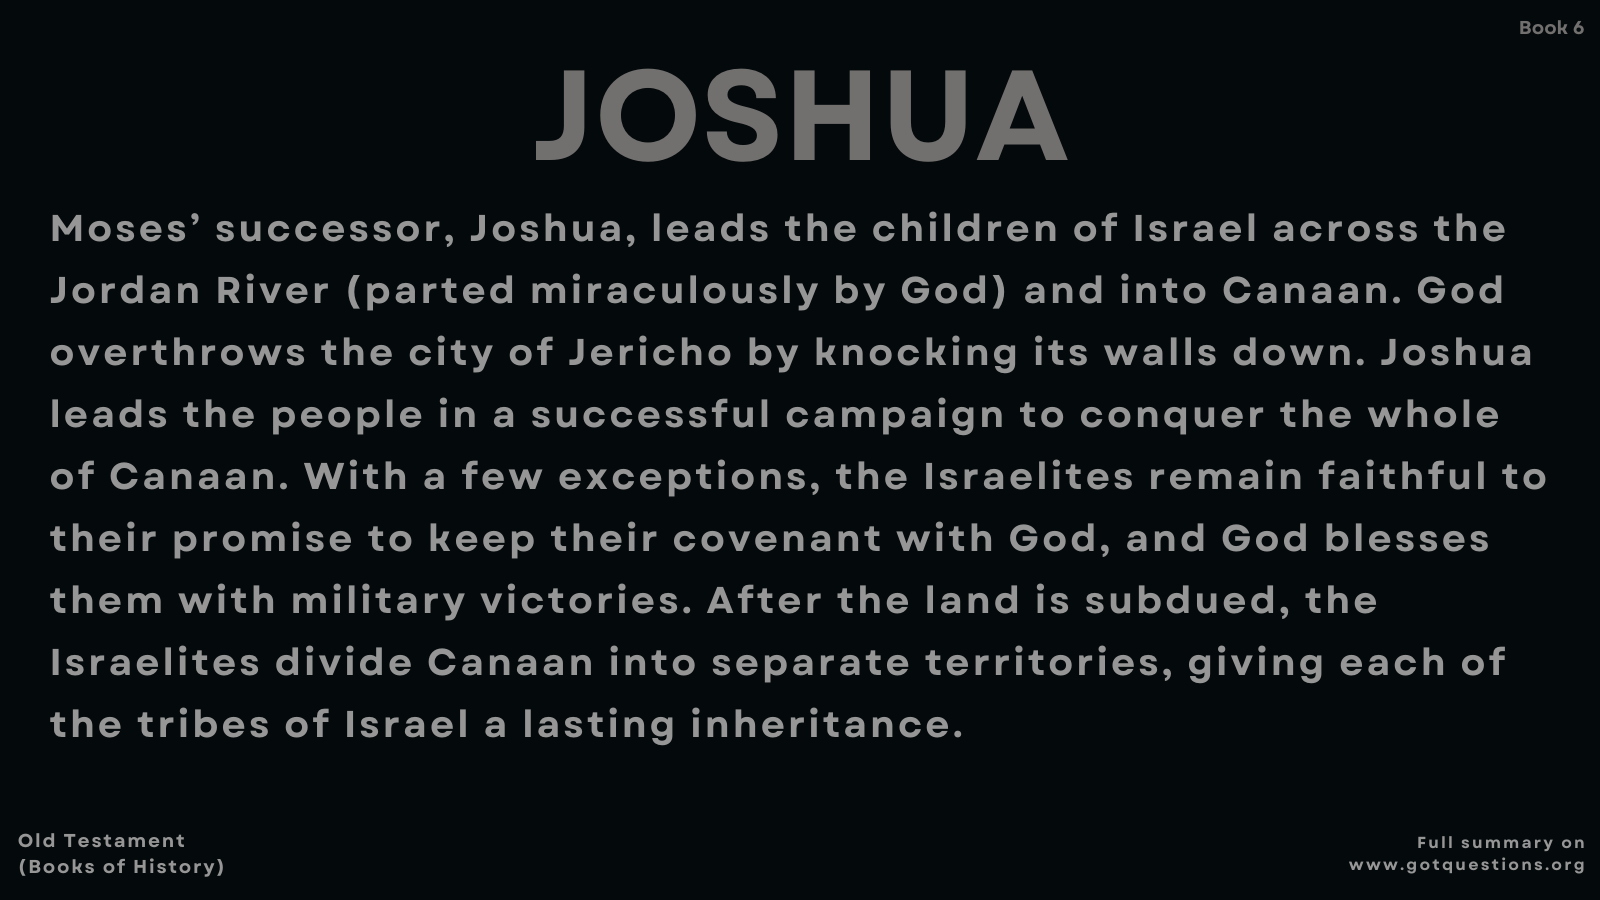 Book 6
JOSHUA
Moses’ successor, Joshua, leads the children of Israel across the
Jordan River (parted miraculously by God) and into Canaan. God
overthrows the city of Jericho by knocking its walls down. Joshua
leads the people in a successful campaign to conquer the whole
of Canaan. With a few exceptions, the Israelites remain faithful to
their promise to keep their covenant with God, and God blesses
them with military victories. After the land is subdued, the
Israelites divide Canaan into separate territories, giving each of
the tribes of Israel a lasting inheritance.
Old Testament
(Books of History)
Full summary on
www.gotquestions.org